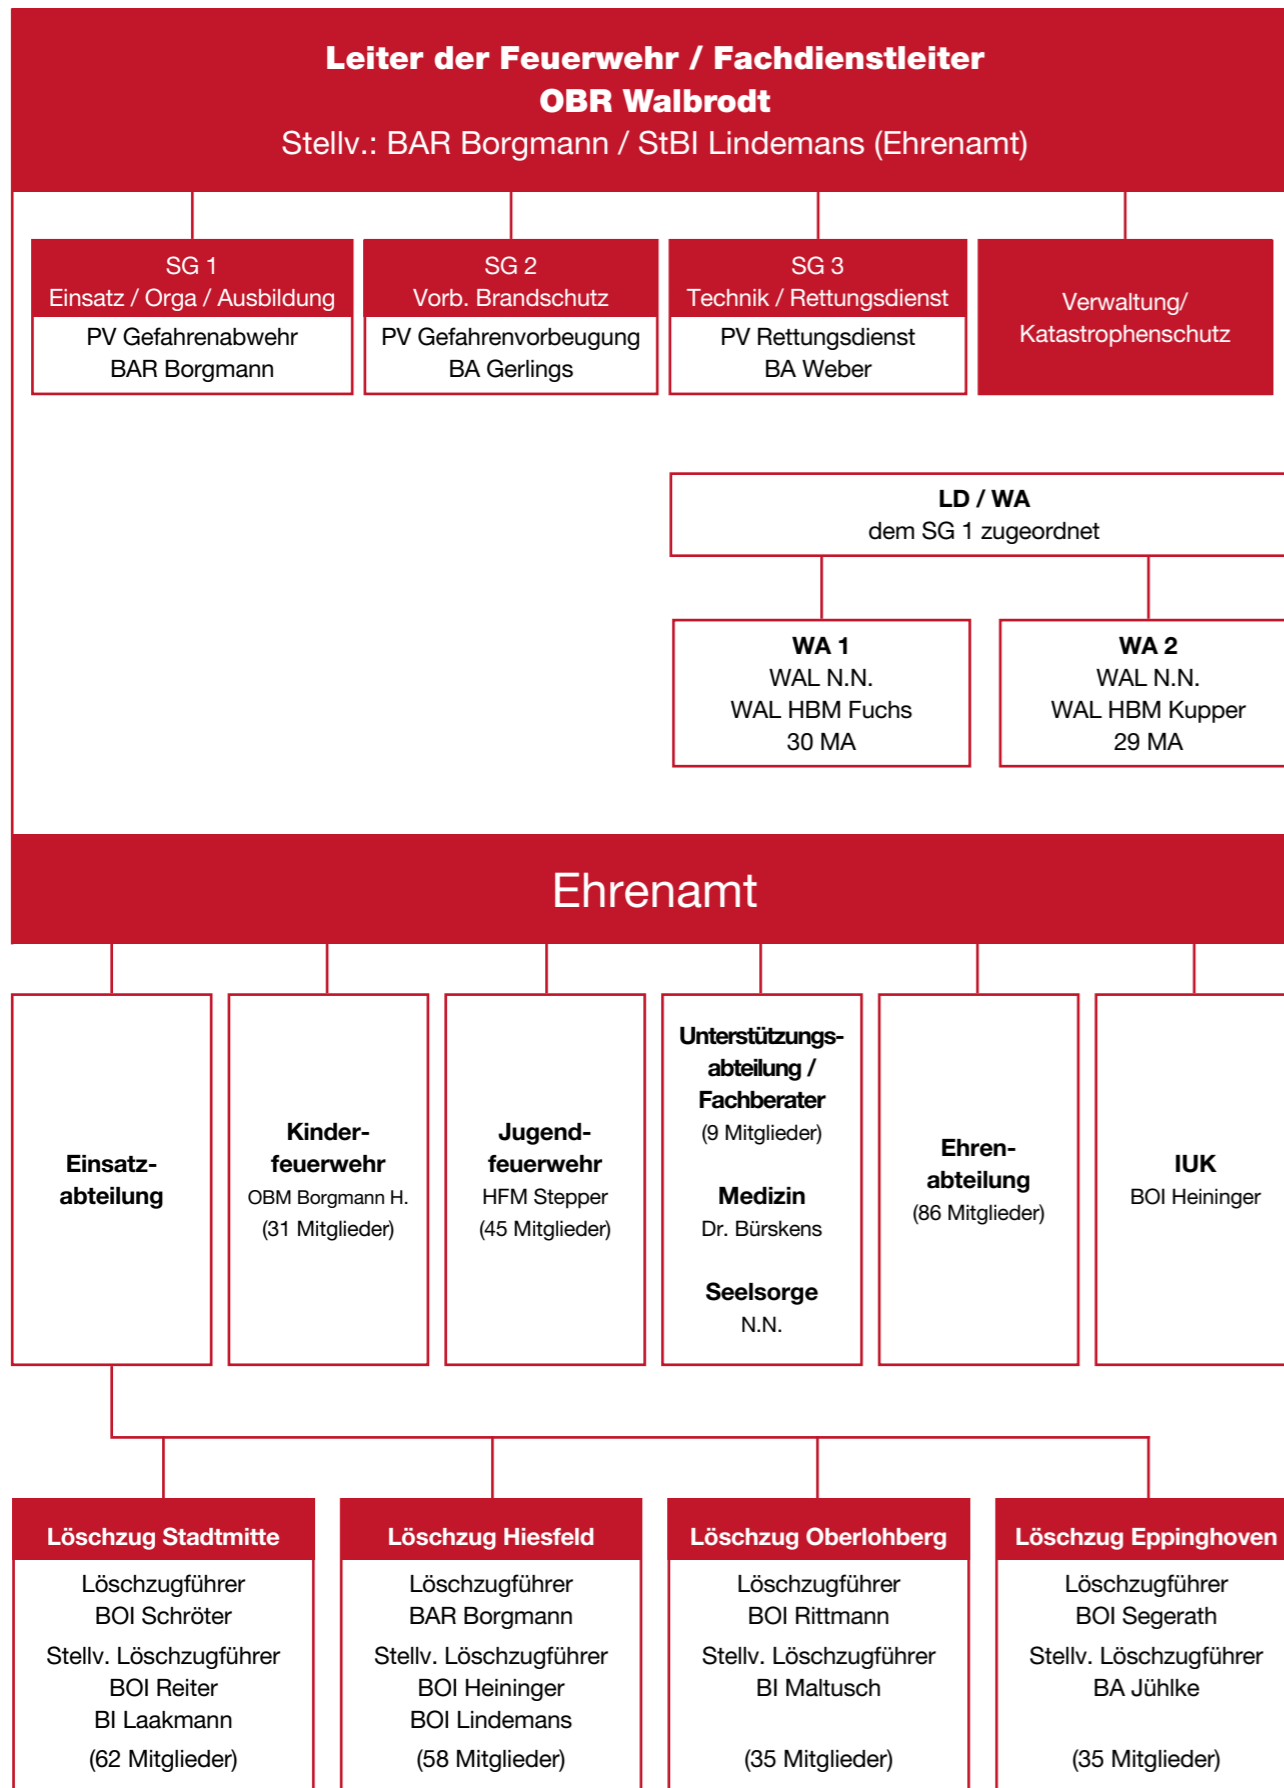 Leiter der Feuerwehr / Fachdienstleiter
OBR Walbrodt
Stellv.: BAR Borgmann / StBI Lindemans (Ehrenamt)
SG 1
Einsatz / Orga / Ausbildung
PV Gefahrenabwehr
BAR Borgmann
SG 2
Vorb. Brandschutz
PV Gefahrenvorbeugung
BA Gerlings
SG 3
Technik / Rettungsdienst
PV Rettungsdienst
BA Weber
Verwaltung/
Katastrophenschutz
LD / WA
dem SG 1 zugeordnet
WA 1
WAL N.N.
WAL HBM Fuchs
30 MA
WA 2
WAL N.N.
WAL HBM Kupper
29 MA
Ehrenamt
Einsatz-
abteilung
Kinder-
feuerwehr
OBM Borgmann H.
(31 Mitglieder)
Jugend-
feuerwehr
HFM Stepper
(45 Mitglieder)
Unterstützungs-
abteilung /
Fachberater
(9 Mitglieder)
Medizin
Dr. Bürskens
Seelsorge
N.N.
Ehren-
abteilung
(86 Mitglieder)
IUK
BOI Heininger
Löschzug Stadtmitte
Löschzugführer
BOI Schröter
Stellv. Löschzugführer
BOI Reiter
BI Laakmann
(62 Mitglieder)
Löschzug Hiesfeld
Löschzugführer
BAR Borgmann
Stellv. Löschzugführer
BOI Heininger
BOI Lindemans
(58 Mitglieder)
Löschzug Oberlohberg
Löschzugführer
BOI Rittmann
Stellv. Löschzugführer
BI Maltusch
(35 Mitglieder)
Löschzug Eppinghoven
Löschzugführer
BOI Segerath
Stellv. Löschzugführer
BA Jühlke
(35 Mitglieder)